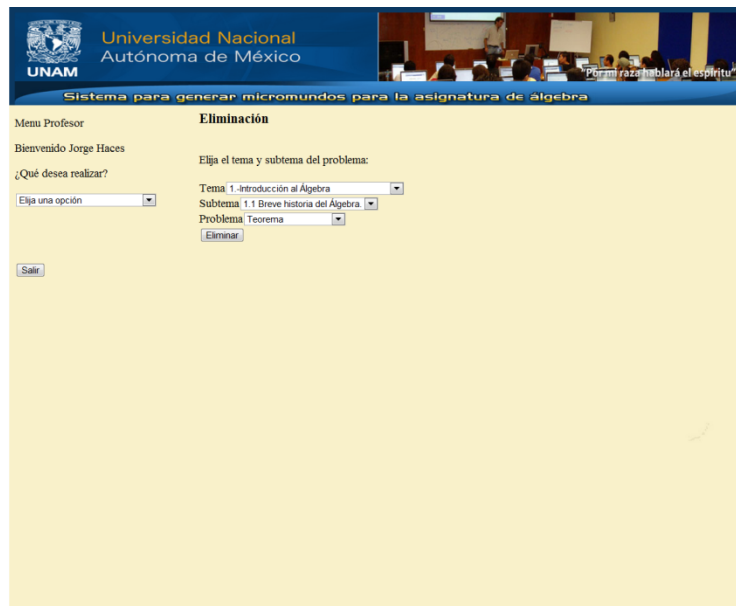 Universidad Nacional
Autónoma de México
UNAM
"Por mi raza hablará el espíritu"
Sistema para generar micromundos para la asignatura de álgebra
Menu Profesor
Bienvenido Jorge Haces
¿Qué desea realizar?
Elija una opción
Salir
Eliminación
Elija el tema y subtema del problema:
Tema 1.-Introducción al Álgebra
Subtema 1.1 Breve historia del Álgebra.
Problema Teorema
Eliminar